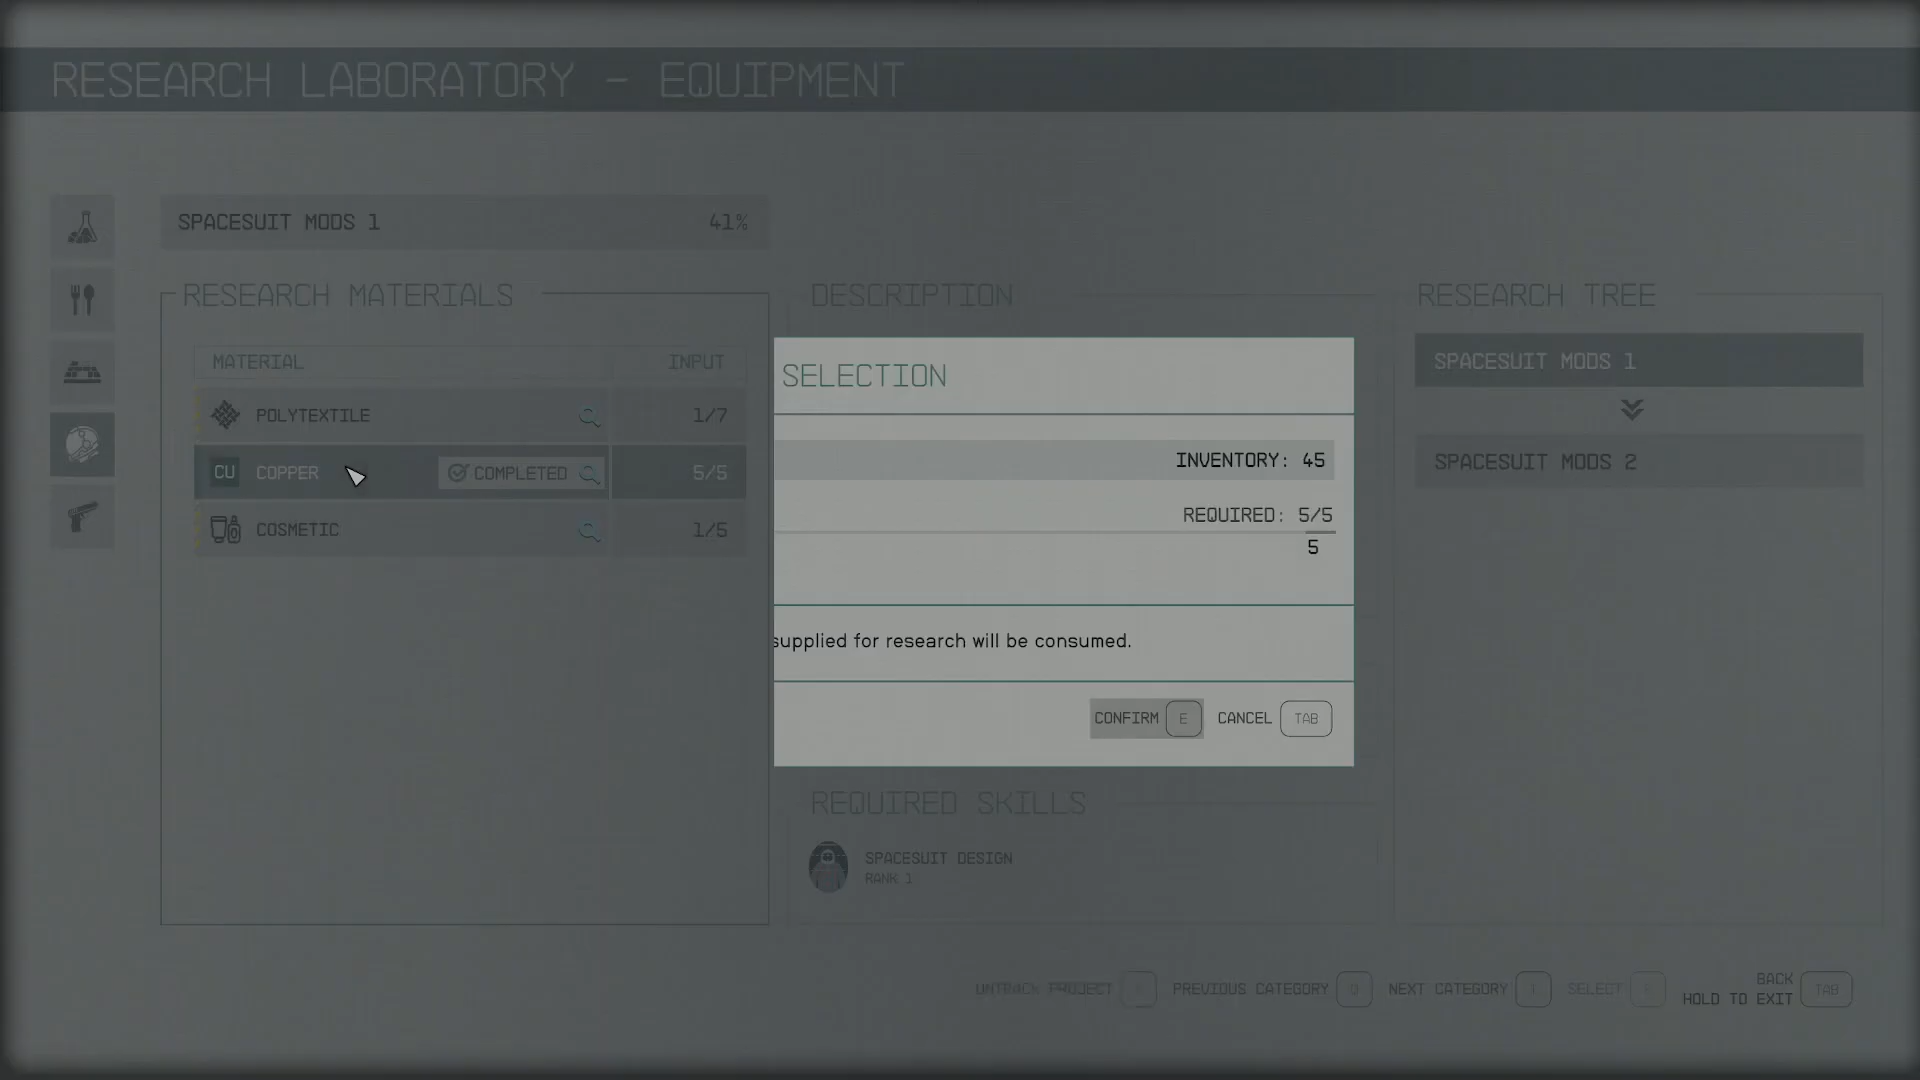 RESEARCH LABORATORY - EQUIPMENT
SPACESUIT MODS 1 41%
RESEARCH MATERIALS
MATERIAL INPUT
POLYTEXTILE 1/7
CU COPPER COMPLETED 5/5
COSMETIC 1/5
DESCRIPTION
SELECTION
INVENTORY: 45
REQUIRED: 5/5
5
supplied for research will be consumed.
CONFIRM E CANCEL TAB
REQUIRED SKILLS
SPACESUIT DESIGN
RANK 1
RESEARCH TREE
SPACESUIT MODS 1
SPACESUIT MODS 2
UNTRACK PROJECT PREVIOUS CATEGORY NEXT CATEGORY SELECT
BACK
HOLD TO EXIT TAB